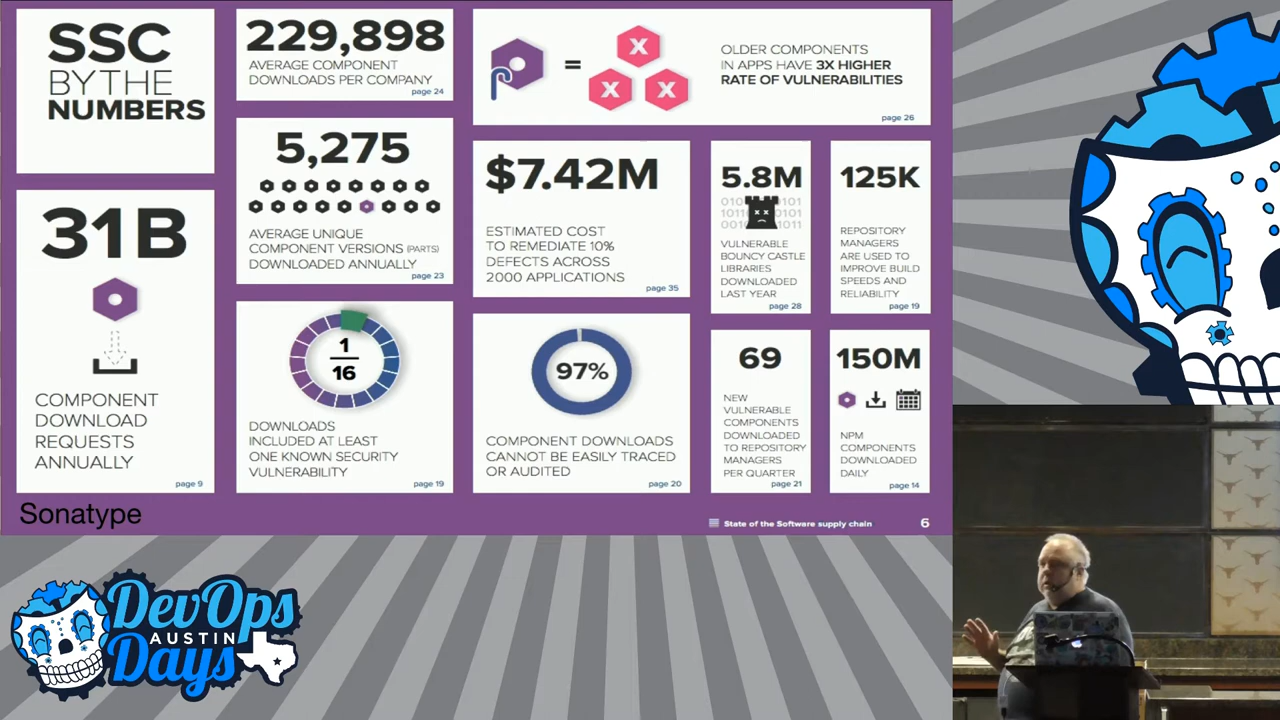 SSC
BY THE
NUMBERS
31B
COMPONENT
DOWNLOAD
REQUESTS
ANNUALLY
page 9
229,898
AVERAGE COMPONENT
DOWNLOADS PER COMPANY
page 24
5,275
AVERAGE UNIQUE
COMPONENT VERSIONS (PARTS)
DOWNLOADED ANNUALLY
page 23
1
16
DOWNLOADS
INCLUDED AT LEAST
ONE KNOWN SECURITY
VULNERABILITY
page 19
=
X
X X
OLDER COMPONENTS
IN APPS HAVE 3X HIGHER
RATE OF VULNERABILITIES
page 26
$7.42M
ESTIMATED COST
TO REMEDIATE 10%
DEFECTS ACROSS
2000 APPLICATIONS
page 35
97%
COMPONENT DOWNLOADS
CANNOT BE EASILY TRACED
OR AUDITED
page 20
5.8M
VULNERABLE
BOUNCY CASTLE
LIBRARIES
DOWNLOADED
LAST YEAR
page 28
125K
REPOSITORY
MANAGERS
ARE USED TO
IMPROVE BUILD
SPEEDS AND
RELIABILITY
page 19
69
NEW
VULNERABLE
COMPONENTS
DOWNLOADED
TO REPOSITORY
MANAGERS
PER QUARTER
page 21
150M
NPM
COMPONENTS
DOWNLOADED
DAILY
page 14
Sonatype
State of the Software supply chain
6
DevOps
AUSTIN
Days